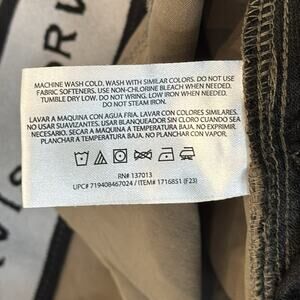 MACHINE WASH COLD. WASH WITH SIMILAR COLORS. DO NOT USE
FABRIC SOFTENERS. USE NON-CHLORINE BLEACH WHEN NEEDED.
TUMBLE DRY LOW. DO NOT WRING, LOW IRON WHEN NEEDED.
DO NOT STEAM IRON.
LAVAR A MAQUINA CON AGUA FRIA. LAVAR CON COLORES SIMILARES.
NO USAR SUAVIZANTES. USAR BLANQUEADOR SIN CLORO CUANDO SEA
NECESARIO. SECAR A MAQUINA A TEMPERATURA BAJA, NO EXPRIMIR.
PLANCHAR A TEMPERATURA BAJA. NO PLANCHAR CON VAPOR.
RN# 137013
UPC# 719408467024 / ITEM# 1716851 (F23)